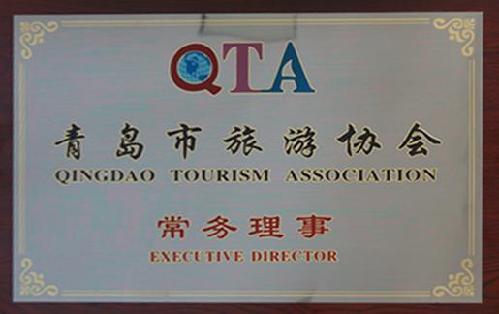 QTA
青岛市旅游协会
QINGDAO TOURISM ASSOCIATION
常务理事
EXECUTIVE DIRECTOR